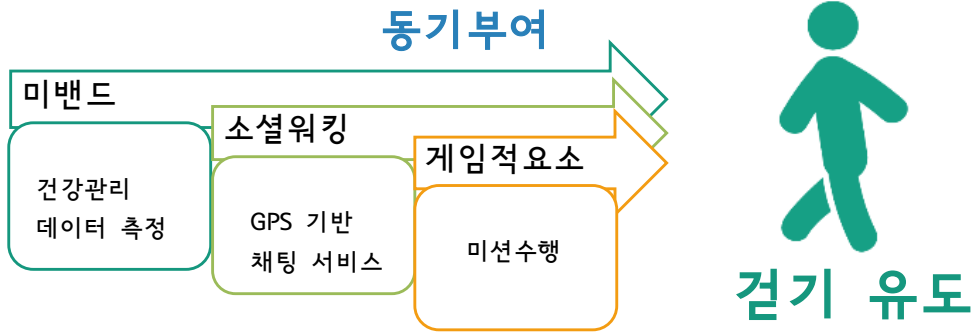 동기부여
미밴드
건강관리
데이터 측정
소셜워킹
GPS 기반
채팅 서비스
게임적요소
미션수행
걷기 유도